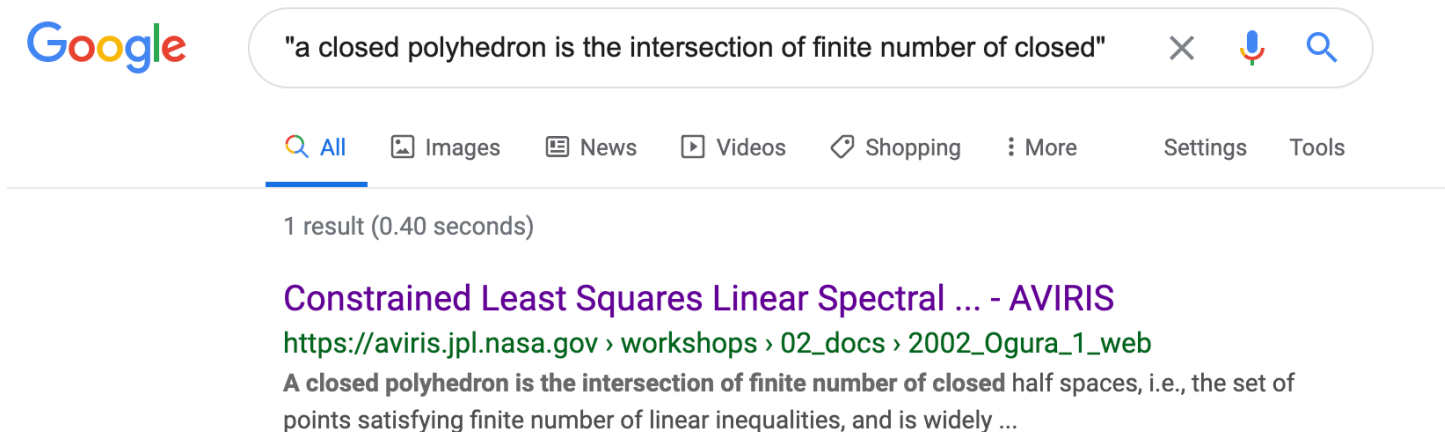 Google "a closed polyhedron is the intersection of finite number of closed"
All Images News Videos Shopping More Settings Tools
1 result (0.40 seconds)
Constrained Least Squares Linear Spectral ... - AVIRIS
https://aviris.jpl.nasa.gov › workshops › 02_docs › 2002_Ogura_1_web
A closed polyhedron is the intersection of finite number of closed half spaces, i.e., the set of
points satisfying finite number of linear inequalities, and is widely ...